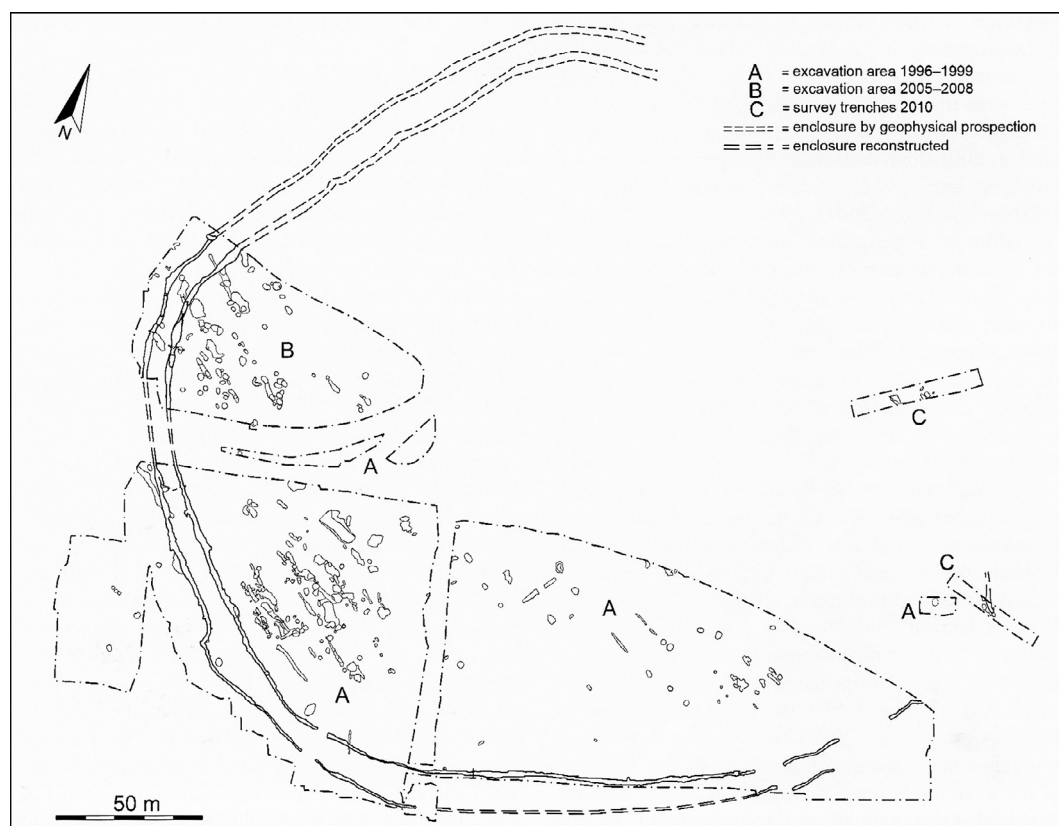 A = excavation area 1996–1999
B = excavation area 2005–2008
C = survey trenches 2010
= enclosure by geophysical prospection
= enclosure reconstructed
N
B
C
A
C
A
A
A
50 m